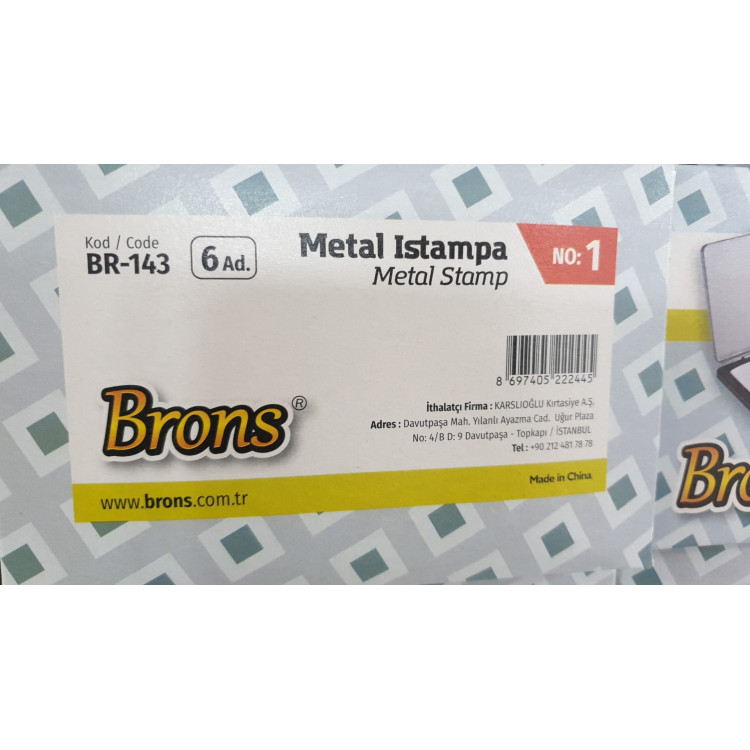 Kod / Code
BR-143
6 Ad.
Metal Istampa
Metal Stamp
NO: 1
8 697405 222445
Brons ®
İthalatçı Firma : KARSLIOĞLU Kırtasiye A.Ş.
Adres : Davutpaşa Mah. Yılanlı Ayazma Cad. Uğur Plaza
No: 4/B D: 9 Davutpaşa - Topkapı / İSTANBUL
Tel : +90 212 481 78 78
Made in China
www.brons.com.tr
Bro